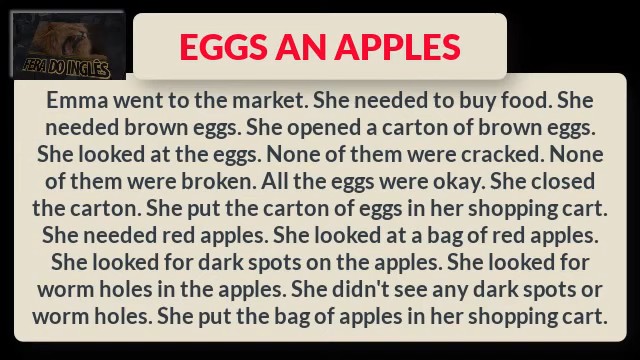 FERA DO INGLÊS
EGGS AN APPLES
Emma went to the market. She needed to buy food. She
needed brown eggs. She opened a carton of brown eggs.
She looked at the eggs. None of them were cracked. None
of them were broken. All the eggs were okay. She closed
the carton. She put the carton of eggs in her shopping cart.
She needed red apples. She looked at a bag of red apples.
She looked for dark spots on the apples. She looked for
worm holes in the apples. She didn't see any dark spots or
worm holes. She put the bag of apples in her shopping cart.